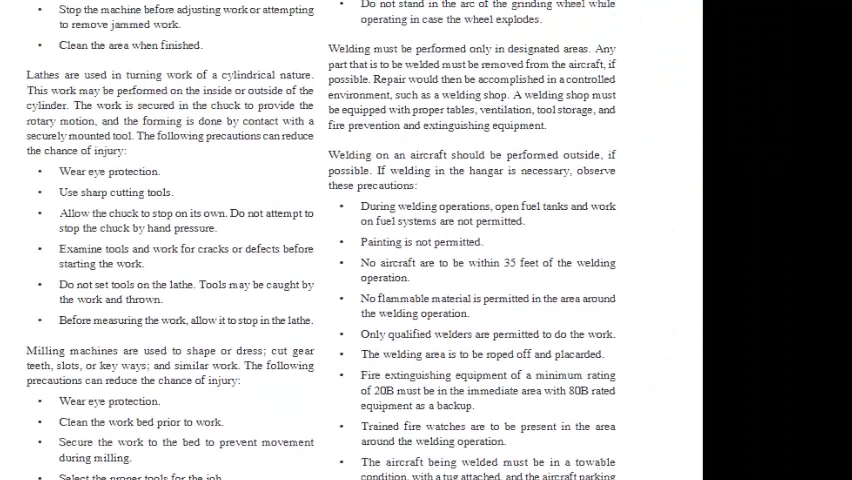 • Stop the machine before adjusting work or attempting
to remove jammed work.
• Clean the area when finished.
Lathes are used in turning work of a cylindrical nature.
This work may be performed on the inside or outside of the
cylinder. The work is secured in the chuck to provide the
rotary motion, and the forming is done by contact with a
securely mounted tool. The following precautions can reduce
the chance of injury:
• Wear eye protection.
• Use sharp cutting tools.
• Allow the chuck to stop on its own. Do not attempt to
stop the chuck by hand pressure.
• Examine tools and work for cracks or defects before
starting the work.
• Do not set tools on the lathe. Tools may be caught by
the work and thrown.
• Before measuring the work, allow it to stop in the lathe.
Milling machines are used to shape or dress; cut gear
teeth, slots, or key ways; and similar work. The following
precautions can reduce the chance of injury:
• Wear eye protection.
• Clean the work bed prior to work.
• Secure the work to the bed to prevent movement
during milling.
• Select the proper tools for the job.
• Do not stand in the arc of the grinding wheel while
operating in case the wheel explodes.
Welding must be performed only in designated areas. Any
part that is to be welded must be removed from the aircraft, if
possible. Repair would then be accomplished in a controlled
environment, such as a welding shop. A welding shop must
be equipped with proper tables, ventilation, tool storage, and
fire prevention and extinguishing equipment.
Welding on an aircraft should be performed outside, if
possible. If welding in the hangar is necessary, observe
these precautions:
• During welding operations, open fuel tanks and work
on fuel systems are not permitted.
• Painting is not permitted.
• No aircraft are to be within 35 feet of the welding
operation.
• No flammable material is permitted in the area around
the welding operation.
• Only qualified welders are permitted to do the work.
• The welding area is to be roped off and placarded.
• Fire extinguishing equipment of a minimum rating
of 20B must be in the immediate area with 80B rated
equipment as a backup.
• Trained fire watches are to be present in the area
around the welding operation.
• The aircraft being welded must be in a towable
condition, with a tug attached, and the aircraft parking